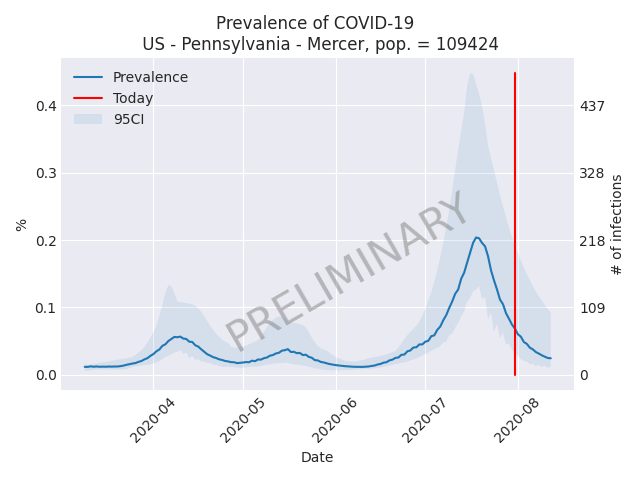 Prevalence of COVID-19
US - Pennsylvania - Mercer, pop. = 109424
Prevalence
Today
95CI
0.4
0.3
0.2
0.1
0.0
%
437
328
218
109
0
# of infections
PRELIMINARY
2020-04
2020-05
2020-06
2020-07
2020-08
Date